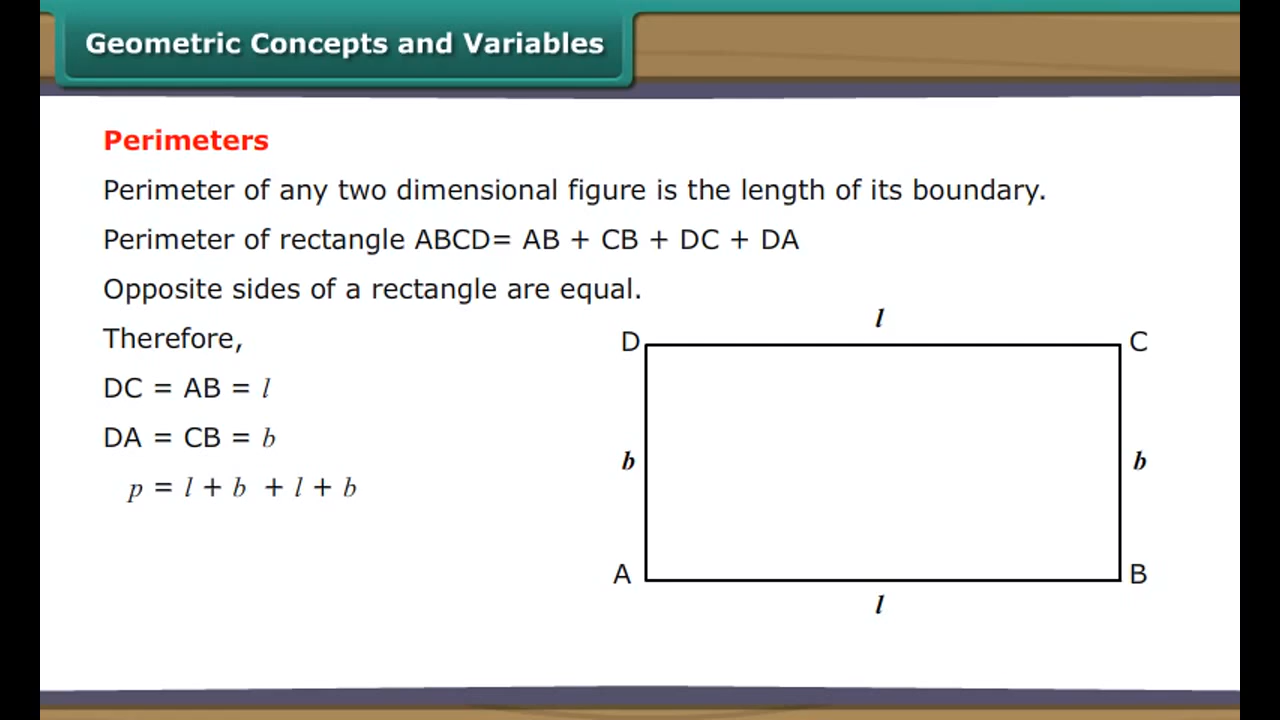 Geometric Concepts and Variables
Perimeters
Perimeter of any two dimensional figure is the length of its boundary.
Perimeter of rectangle ABCD= AB + CB + DC + DA
Opposite sides of a rectangle are equal.
Therefore,
DC = AB = l
DA = CB = b
p = l + b + l + b
l
D
C
b
b
A
B
l